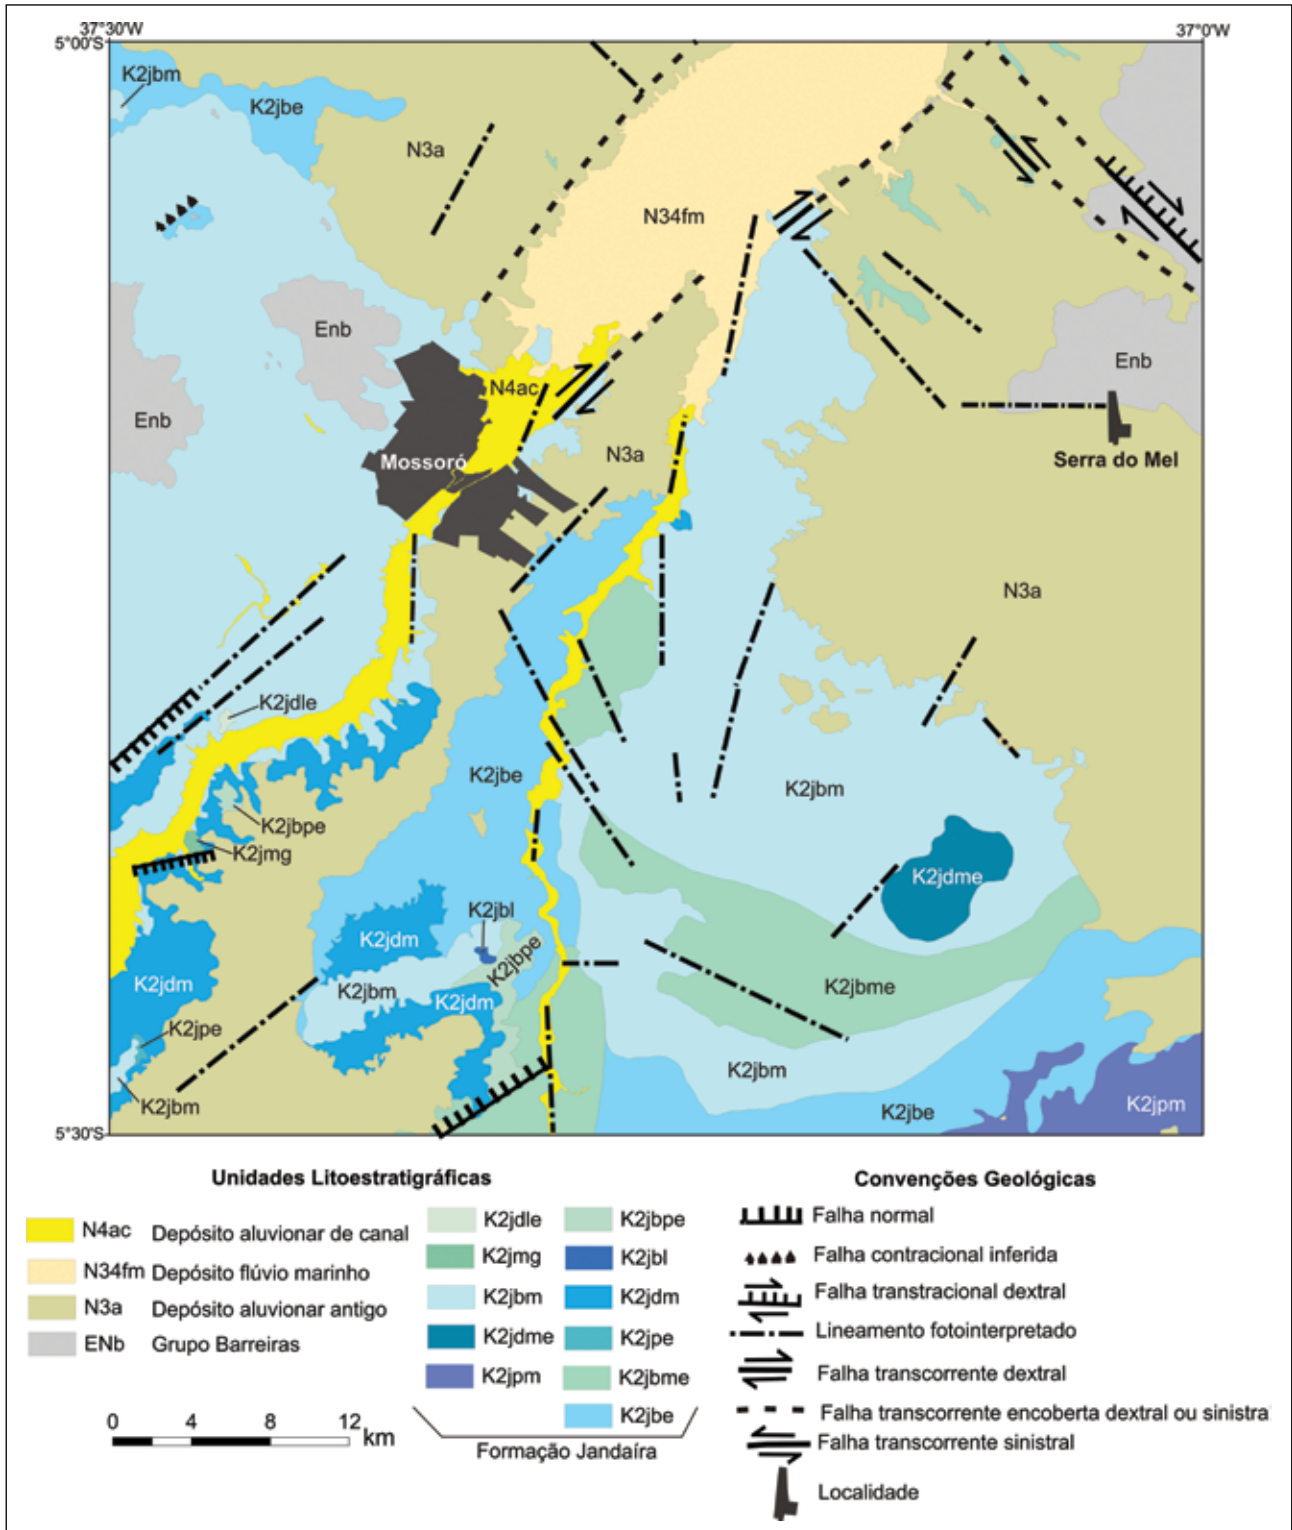 37°30'W
37°0'W
5°00'S
K2jbm
K2jbe
N3a
N34fm
Enb
Enb
Enb
N4ac
Mossoró
N3a
Serra do Mel
N3a
K2jdle
K2jbe
K2jbm
K2jbpe
K2jmg
K2jdme
K2jbl
K2jdm
K2jbpe
K2jdm
K2jbm
K2jdm
K2jbme
K2jpe
K2jbm
K2jbm
K2jbe
K2jpm
5°30'S
Unidades Litoestratigráficas
N4ac Depósito aluvionar de canal
N34fm Depósito flúvio marinho
N3a Depósito aluvionar antigo
ENb Grupo Barreiras
K2jdle
K2jmg
K2jbm
K2jdme
K2jpm
K2jbpe
K2jbl
K2jdm
K2jpe
K2jbme
K2jbe
Formação Jandaíra
0 4 8 12 km
Convenções Geológicas
Falha normal
Falha contracional inferida
Falha transtracional dextral
Lineamento fotointerpretado
Falha transcorrente dextral
Falha transcorrente encoberta dextral ou sinistra
Falha transcorrente sinistral
Localidade